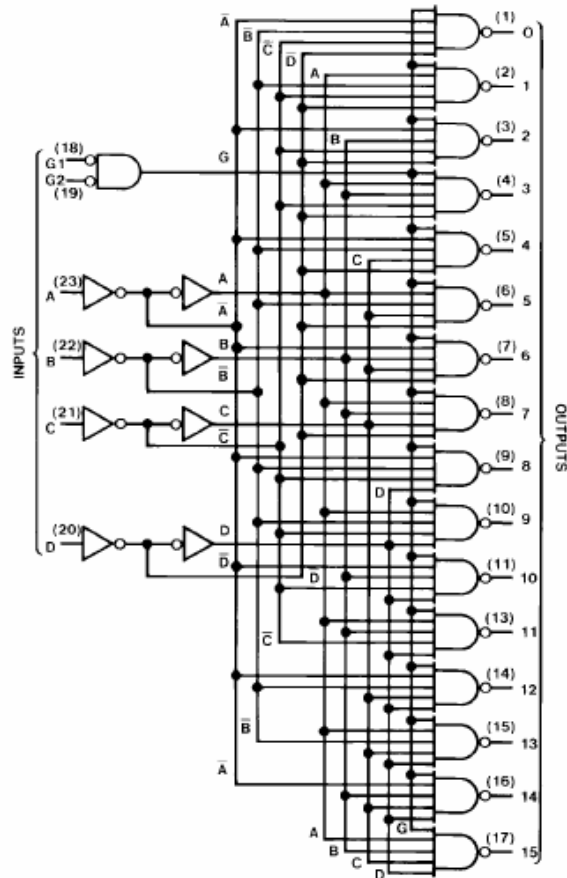 A̅
(1)
0
B̅
C̅
D̅
(2)
A
1
(3)
B
2
(18)
G1
G
G2
(19)
(4)
3
(5)
4
C
(6)
5
(23)
A
A
A̅
(7)
6
(22)
B
B
B̅
(8)
7
(21)
C
C
C̅
(9)
8
D
(10)
9
(20)
D
D
D̅
D̅
(11)
10
(13)
11
C̅
(14)
12
(15)
B̅
13
(16)
A̅
14
G
(17)
A
B
15
C
D
INPUTS
OUTPUTS